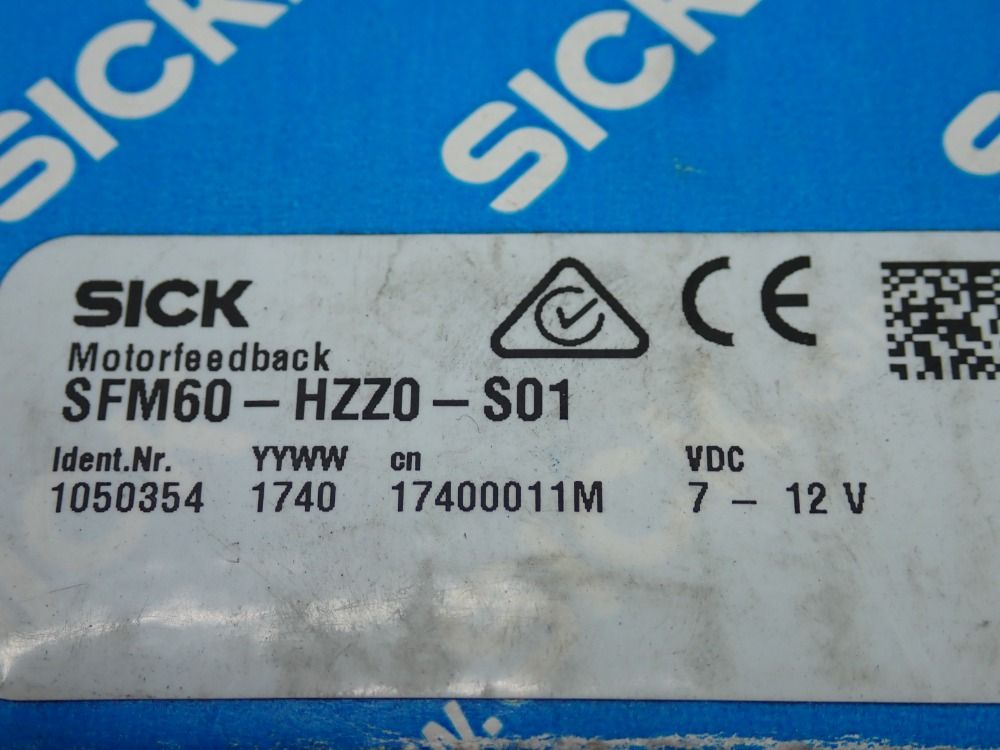 SICK
SICK
SICK
Motorfeedback
SFM60 – HZZ0 – S01
Ident.Nr. YYWW cn VDC
1050354 1740 17400011M 7 – 12 V